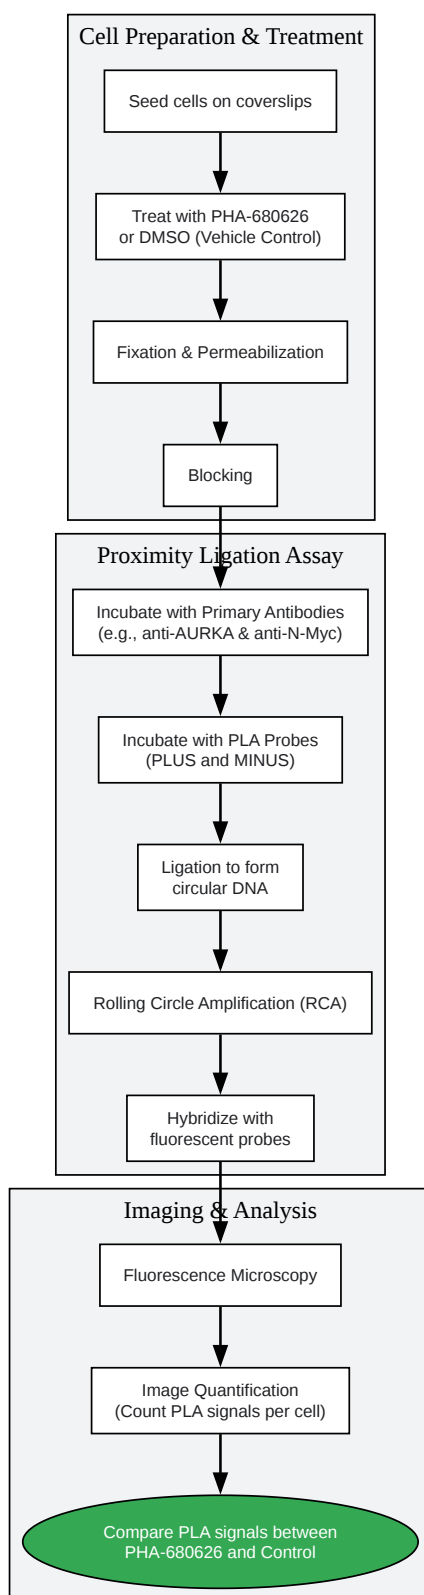 Cell Preparation & Treatment
Seed cells on coverslips
Treat with PHA-680626
or DMSO (Vehicle Control)
Fixation & Permeabilization
Blocking
Proximity Ligation Assay
Incubate with Primary Antibodies
(e.g., anti-AURKA & anti-N-Myc)
Incubate with PLA Probes
(PLUS and MINUS)
Ligation to form
circular DNA
Rolling Circle Amplification (RCA)
Hybridize with
fluorescent probes
Imaging & Analysis
Fluorescence Microscopy
Image Quantification
(Count PLA signals per cell)
Compare PLA signals between
PHA-680626 and Control